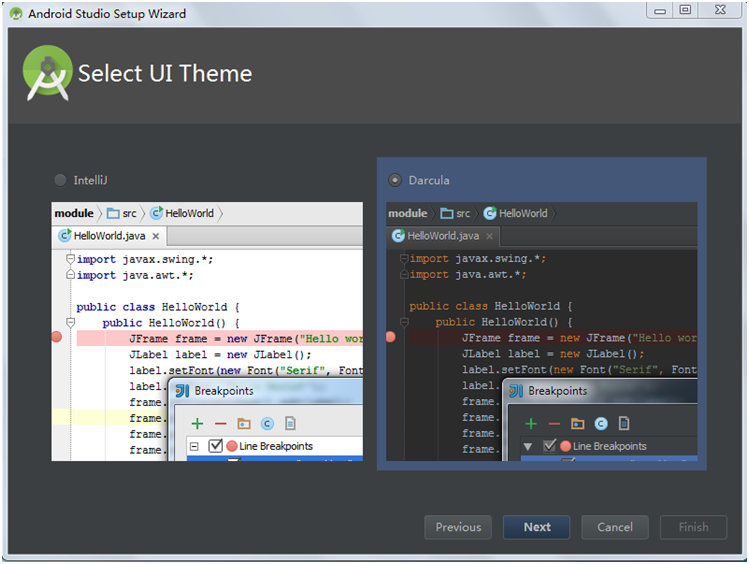 Android Studio Setup Wizard
Select UI Theme
IntelliJ
module src HelloWorld
HelloWorld.java
import javax.swing.*;
import java.awt.*;
public class HelloWorld {
public HelloWorld() {
JFrame frame = new JFrame("Hello wor
JLabel label = new JLabel();
label.setFont(new Font("Serif", Font
label.
frame.
frame.
frame.
frame.
Breakpoints
Line Breakpoints
Darcula
module src HelloWorld
HelloWorld.java
import javax.swing.*;
import java.awt.*;
public class HelloWorld {
public HelloWorld() {
JFrame frame = new JFrame("Hello wor
JLabel label = new JLabel();
label.setFont(new Font("Serif", Font
label.
frame.
frame.
frame.
frame.
Breakpoints
Line Breakpoints
Previous Next Cancel Finish